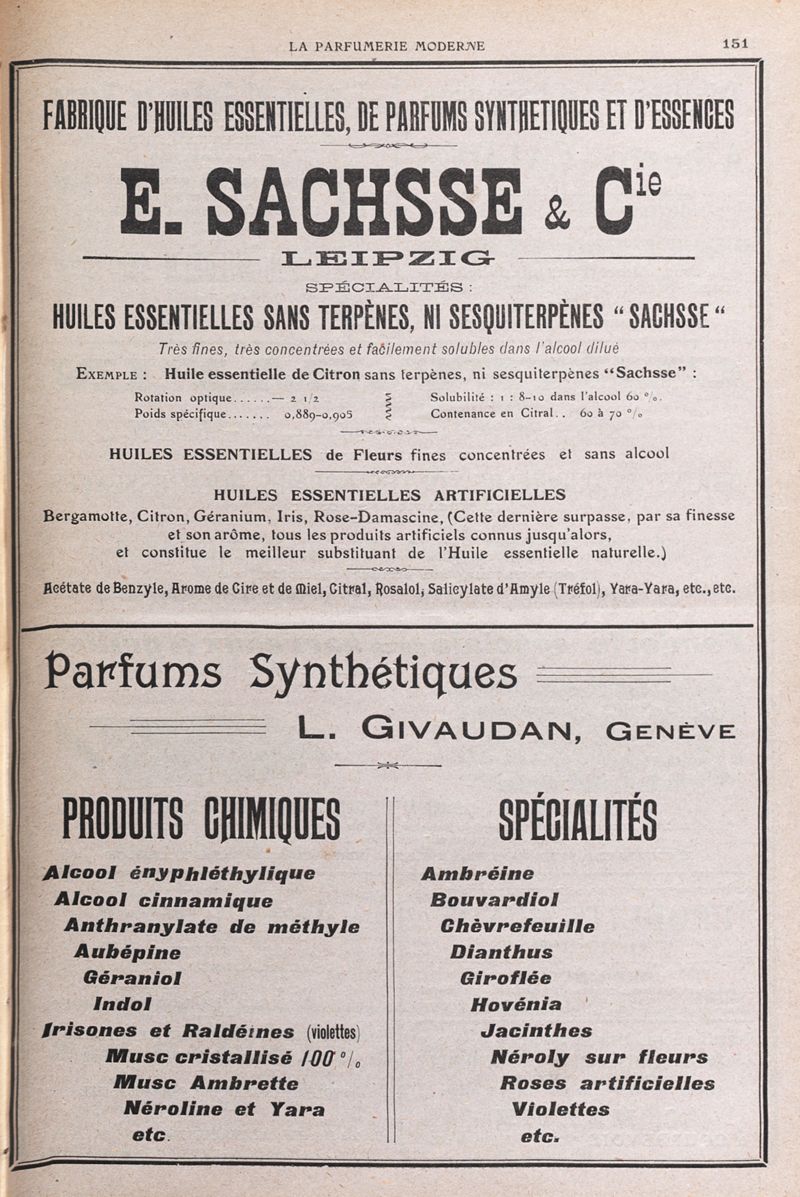 LA PARFUMERIE MODERNE 151
FABRIQUE D'HUILES ESSENTIELLES, DE PARFUMS SYNTHETIQUES ET D'ESSENCES
E. SACHSSE & Cie
LEIPZIG
SPÉCIALITÉS :
HUILES ESSENTIELLES SANS TERPÈNES, NI SESQUITERPÈNES "SACHSSE"
Très fines, très concentrées et facilement solubles dans l'alcool dilué
EXEMPLE : Huile essentielle de Citron sans terpènes, ni sesquiterpènes "Sachsse" :
Rotation optique......— 2 1/2 Solubilité : 1 : 8-10 dans l'alcool 60 %.
Poids spécifique....... 0,889-0,905 Contenance en Citral.. 60 à 70 %
HUILES ESSENTIELLES de Fleurs fines concentrées et sans alcool
HUILES ESSENTIELLES ARTIFICIELLES
Bergamotte, Citron, Géranium, Iris, Rose-Damascine, (Cette dernière surpasse, par sa finesse
et son arôme, tous les produits artificiels connus jusqu'alors,
et constitue le meilleur substituant de l'Huile essentielle naturelle.)
Acétate de Benzyle, Arome de Cire et de Miel, Citral, Rosalol, Salicylate d'Amyle (Tréfol), Yara-Yara, etc., etc.
Parfums Synthétiques
L. GIVAUDAN, GENÈVE
PRODUITS CHIMIQUES
Alcool ényphléthylique
Alcool cinnamique
Anthranylate de méthyle
Aubépine
Géraniol
Indol
Irisones et Raldéines (violettes)
Musc cristallisé 100 %
Musc Ambrette
Néroline et Yara
etc.
SPÉCIALITÉS
Ambréine
Bouvardiol
Chèvrefeuille
Dianthus
Giroflée
Hovénia
Jacinthes
Néroly sur fleurs
Roses artificielles
Violettes
etc.